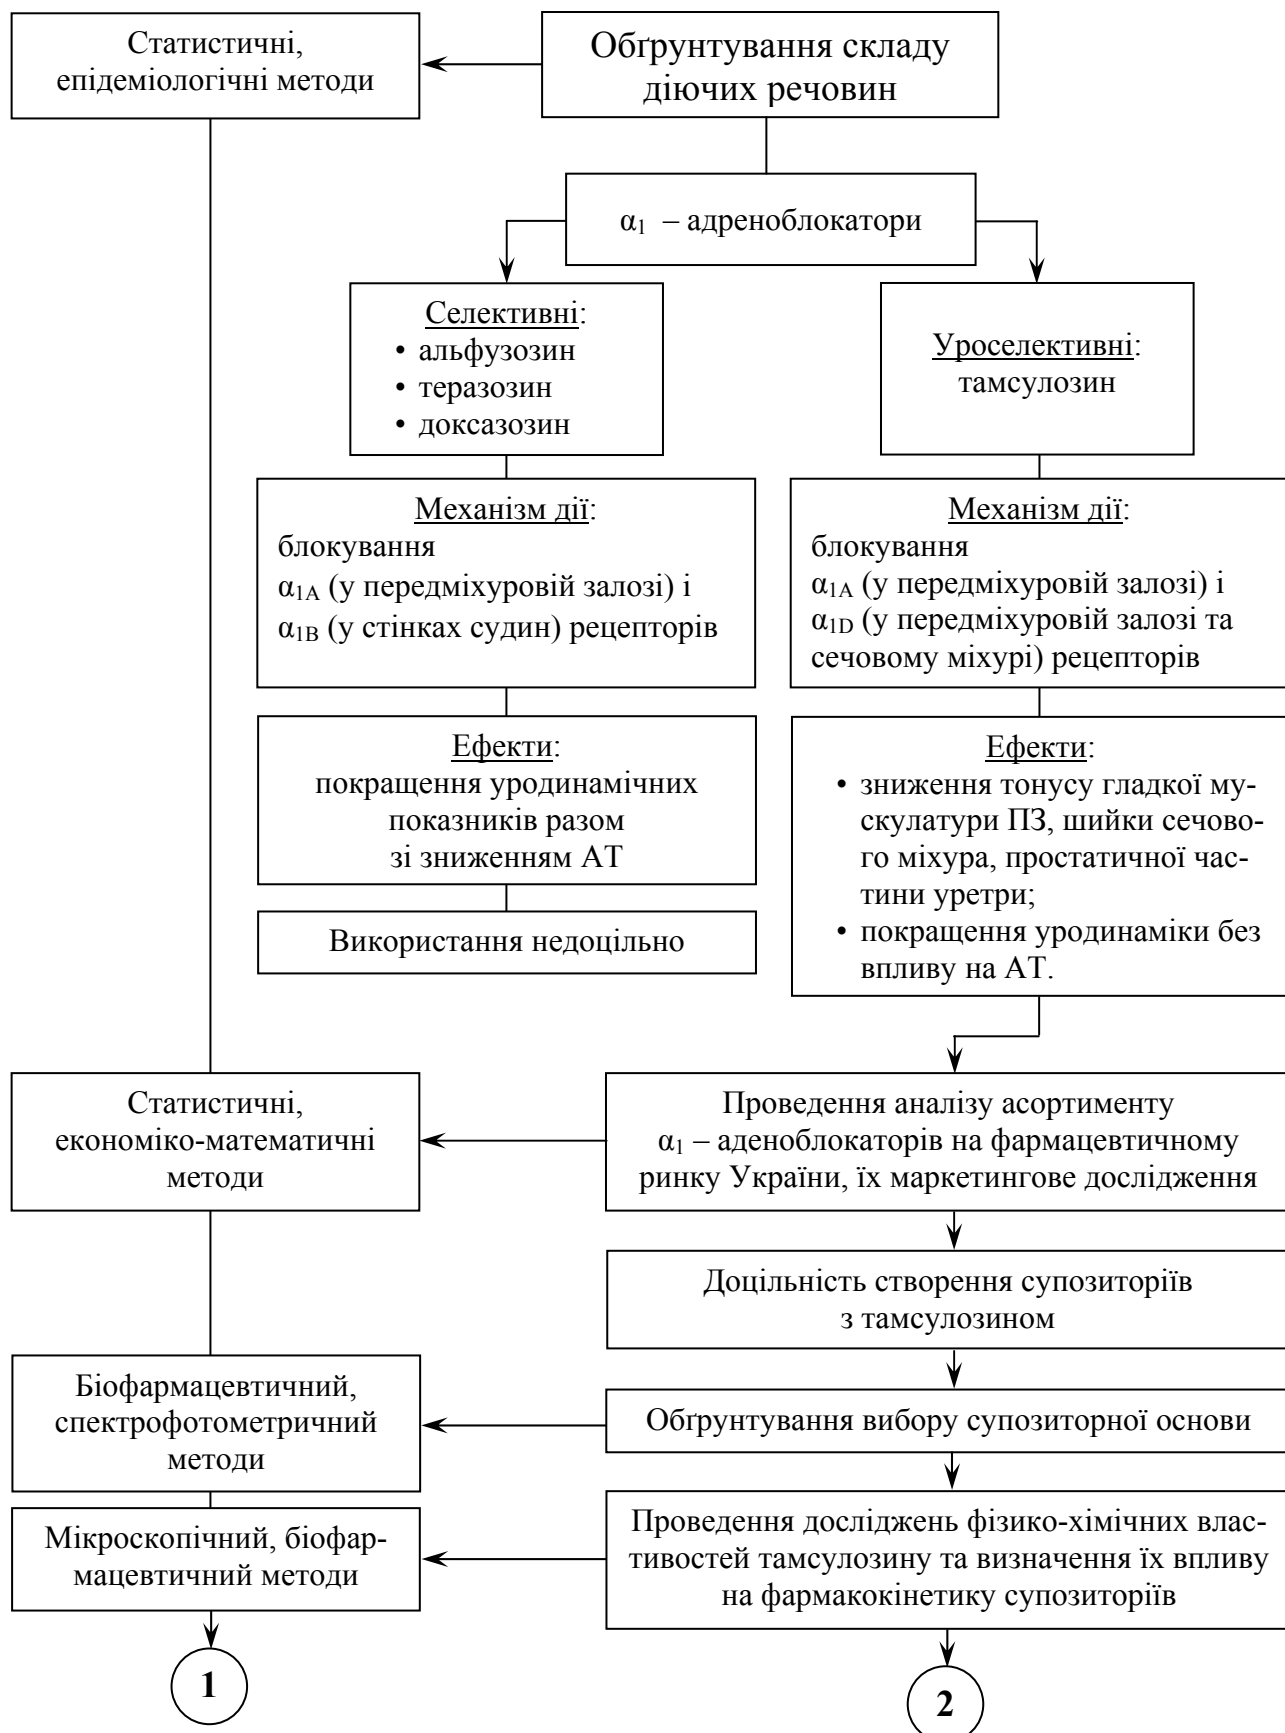 Статистичні,
епідеміологічні методи
Обґрунтування складу
діючих речовин
α1 – адреноблокатори
Селективні:
• альфузозин
• теразозин
• доксазозин
Уроселективні:
тамсулозин
Механізм дії:
блокування
α1A (у передміхуровій залозі) і
α1B (у стінках судин) рецепторів
Механізм дії:
блокування
α1A (у передміхуровій залозі) і
α1D (у передміхуровій залозі та
сечовому міхурі) рецепторів
Ефекти:
покращення уродинамічних
показників разом
зі зниженням АТ
Використання недоцільно
Ефекти:
• зниження тонусу гладкої му-
скулатури ПЗ, шийки сечово-
го міхура, простатичної час-
тини уретри;
• покращення уродинаміки без
впливу на АТ.
Статистичні,
економіко-математичні
методи
Проведення аналізу асортименту
α1 – аденоблокаторів на фармацевтичному
ринку України, їх маркетингове дослідження
Доцільність створення супозиторіїв
з тамсулозином
Біофармацевтичний,
спектрофотометричний
методи
Обґрунтування вибору супозиторної основи
Мікроскопічний, біофар-
мацевтичний методи
Проведення досліджень фізико-хімічних влас-
тивостей тамсулозину та визначення їх впливу
на фармакокінетику супозиторіїв
1
2